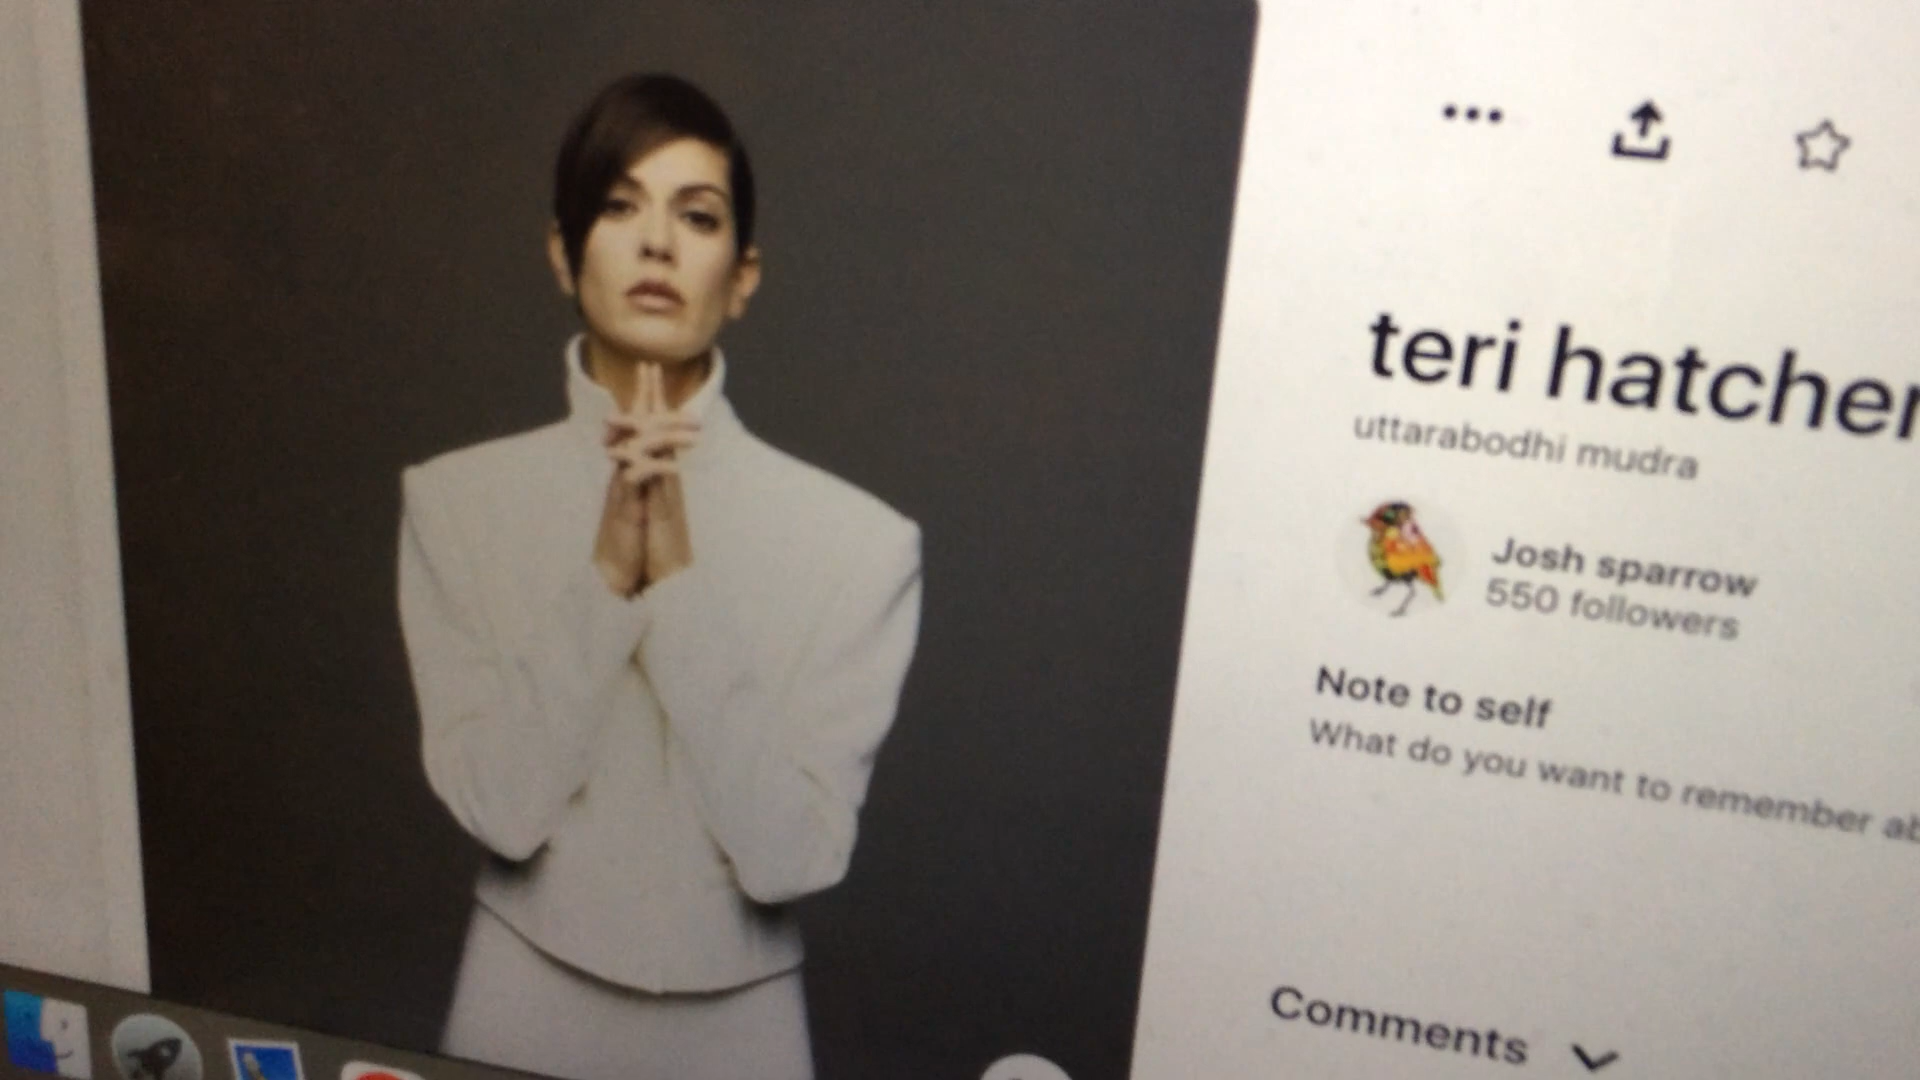 teri hatcher
uttarabodhi mudra
Josh sparrow
550 followers
Note to self
What do you want to remember
Comments